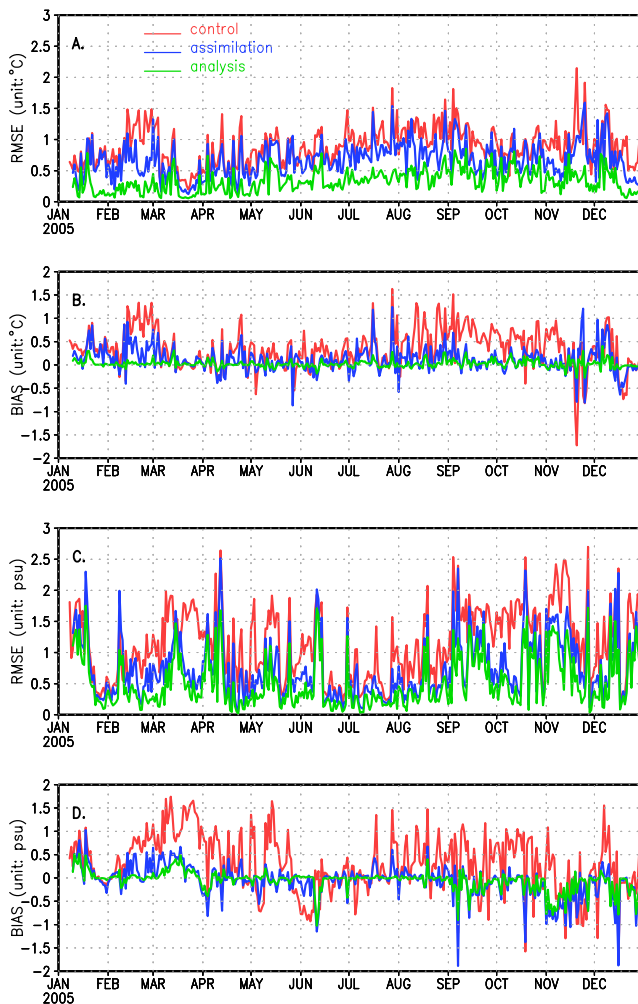 3
2.5
2
1.5
1
0.5
0
RMSE (unit:°C)
A.
control
assimilation
analysis
JAN FEB MAR APR MAY JUN JUL AUG SEP OCT NOV DEC
2005
2
1.5
1
0.5
0
−0.5
−1
−1.5
−2
BIAS (unit:°C)
B.
JAN FEB MAR APR MAY JUN JUL AUG SEP OCT NOV DEC
2005
3
2.5
2
1.5
1
0.5
0
RMSE (unit: psu)
C.
JAN FEB MAR APR MAY JUN JUL AUG SEP OCT NOV DEC
2005
2
1.5
1
0.5
0
−0.5
−1
−1.5
−2
BIAS (unit: psu)
D.
JAN FEB MAR APR MAY JUN JUL AUG SEP OCT NOV DEC
2005